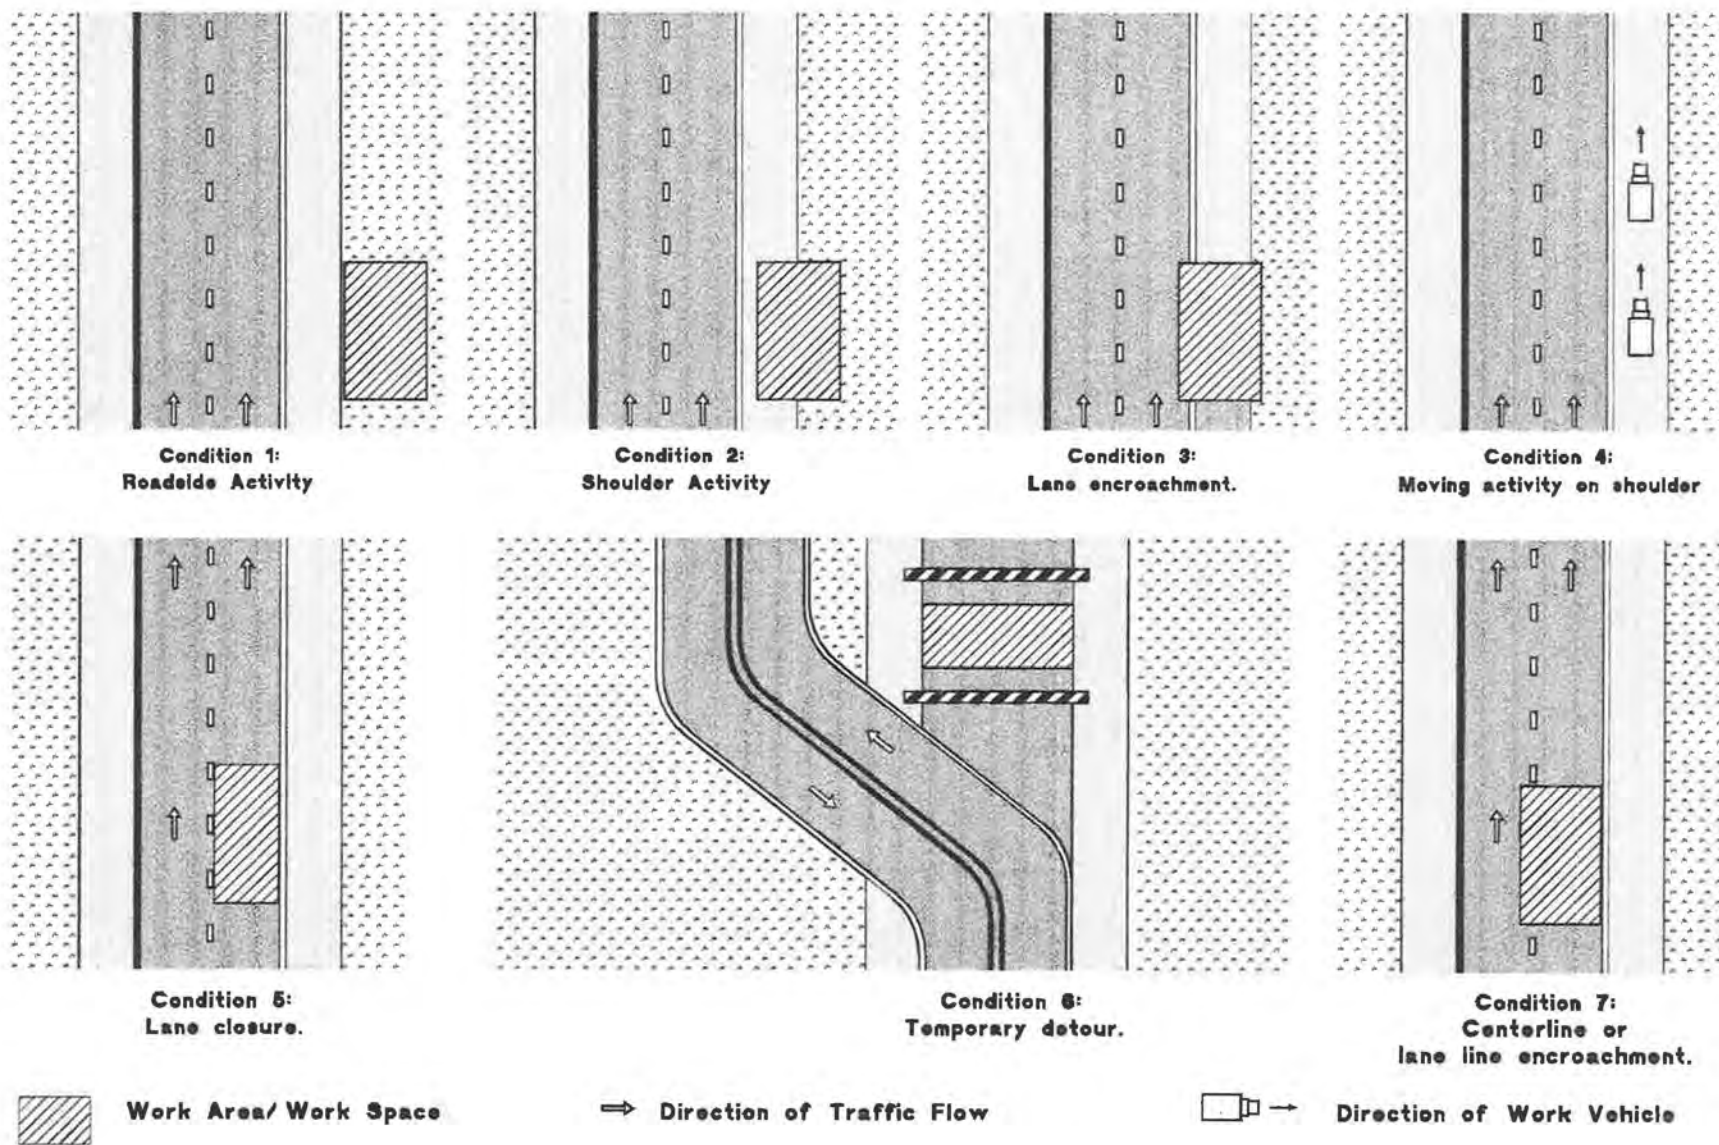 Condition 1:
Roadside Activity
Condition 2:
Shoulder Activity
Condition 3:
Lane encroachment.
Condition 4:
Moving activity on shoulder
Condition 5:
Lane closure.
Condition 6:
Temporary detour.
Condition 7:
Centerline or
lane line encroachment.
Work Area/ Work Space
Direction of Traffic Flow
Direction of Work Vehicle